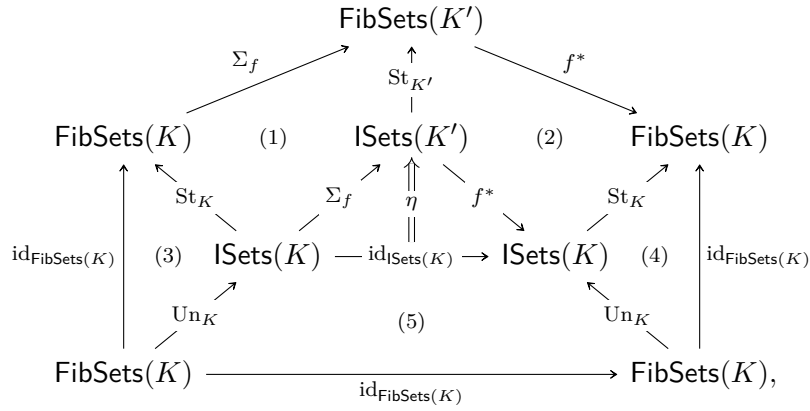 FibSets(K′)
Σ_f f*
St_{K′}
FibSets(K) (1) ISets(K′) (2) FibSets(K)
St_K Σ_f η f* St_K
id_{FibSets(K)} (3) ISets(K) id_{ISets(K)} ISets(K) (4) id_{FibSets(K)}
Un_K (5) Un_K
FibSets(K) FibSets(K),
id_{FibSets(K)}